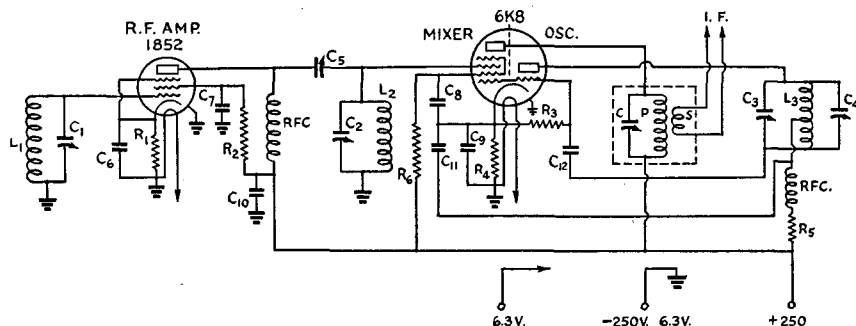 R.F. AMP.
1852
MIXER
6K8
OSC.
I. F.
C5
L1
C1
C6
R1
C7
R2
C10
RFC
C2
L2
R6
C8
C11
C9
R4
R3
C12
C
P
S
C3
L3
C4
RFC.
R5
6.3V.
-250V. 6.3V.
+250